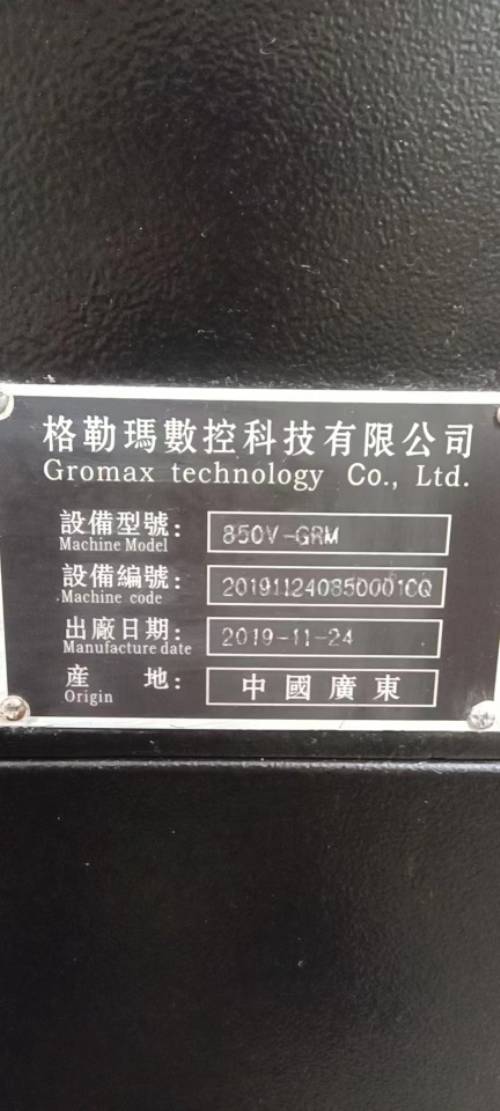 格勒瑪數控科技有限公司
Gromax technology Co., Ltd.
設備型號: 850V-GRM
Machine Model
設備編號: 20191124085D001CQ
Machine code
出廠日期: 2019-11-24
Manufacture date
産 地: 中國廣東
Origin